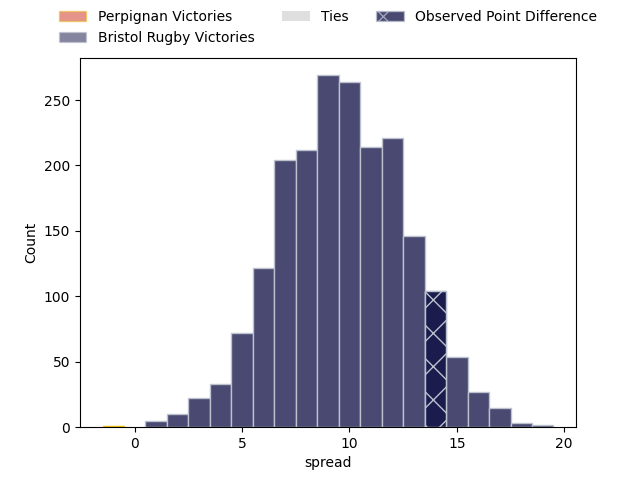 Perpignan Victories
Bristol Rugby Victories
Ties
Observed Point Difference
Count
250
200
150
100
50
0
0 5 10 15 20
spread